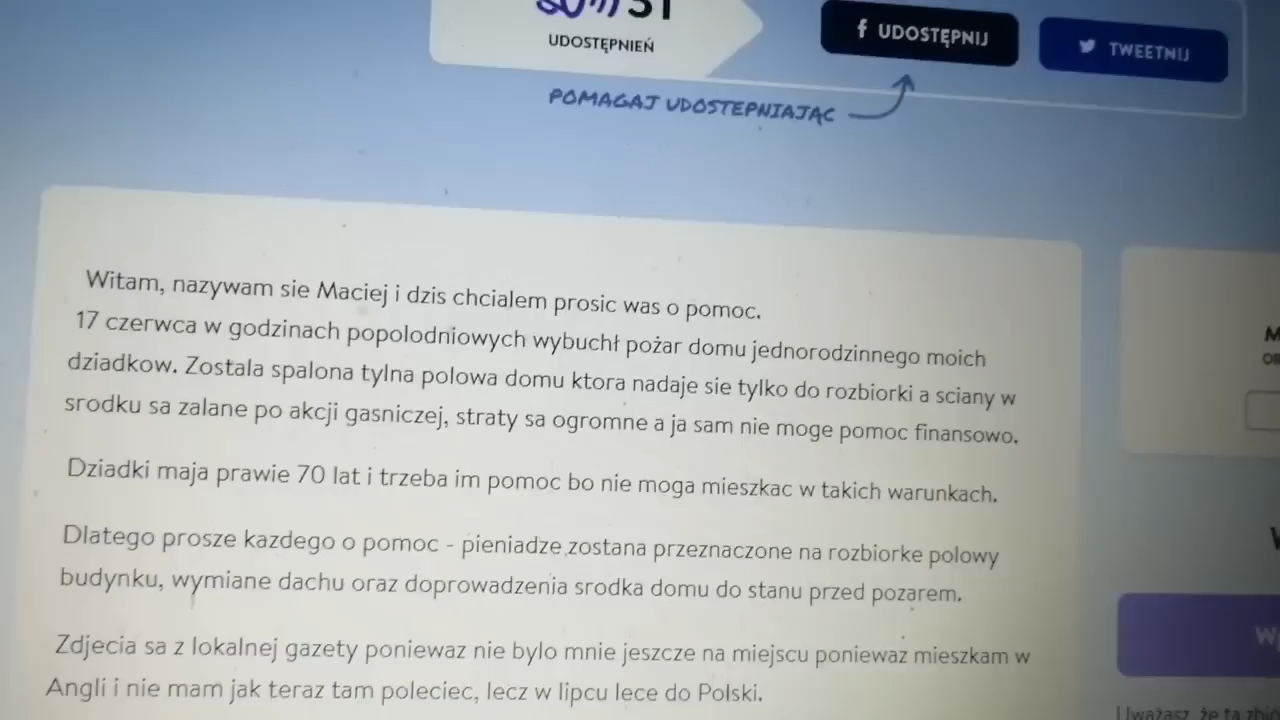 31
UDOSTĘPNIEŃ
UDOSTĘPNIJ
TWEETNIJ
POMAGAJ UDOSTEPNIAJĄC
Witam, nazywam sie Maciej i dzis chcialem prosic was o pomoc.
17 czerwca w godzinach popolodniowych wybuchł pożar domu jednorodzinnego moich
dziadkow. Zostala spalona tylna polowa domu ktora nadaje sie tylko do rozbiorki a sciany w
srodku sa zalane po akcji gasniczej, straty sa ogromne a ja sam nie moge pomoc finansowo.
Dziadki maja prawie 70 lat i trzeba im pomoc bo nie moga mieszkac w takich warunkach.
Dlatego prosze kazdego o pomoc - pieniadze zostana przeznaczone na rozbiorke polowy
budynku, wymiane dachu oraz doprowadzenia srodka domu do stanu przed pozarem.
Zdjecia sa z lokalnej gazety poniewaz nie bylo mnie jeszcze na miejscu poniewaz mieszkam w
Angli i nie mam jak teraz tam poleciec, lecz w lipcu lece do Polski.
Uważasz, że ta